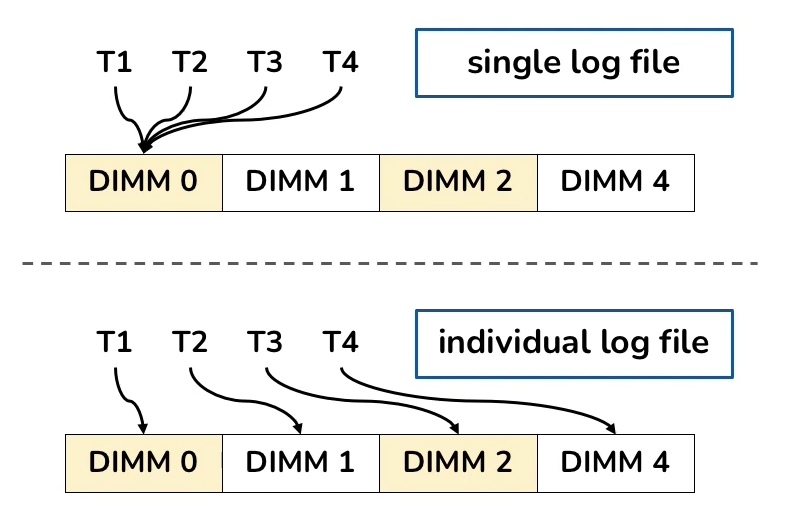 T1 T2 T3 T4
single log file
DIMM 0 DIMM 1 DIMM 2 DIMM 4
T1 T2 T3 T4
individual log file
DIMM 0 DIMM 1 DIMM 2 DIMM 4